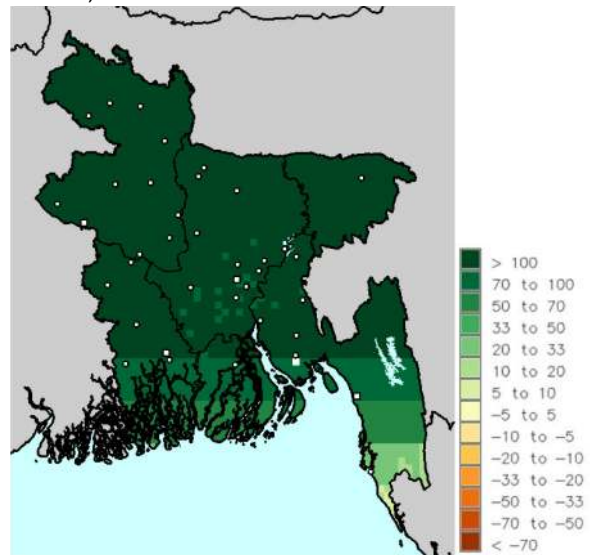 > 100
70 to 100
50 to 70
33 to 50
20 to 33
10 to 20
5 to 10
-5 to 5
-10 to -5
-20 to -10
-33 to -20
-50 to -33
-70 to -50
< -70